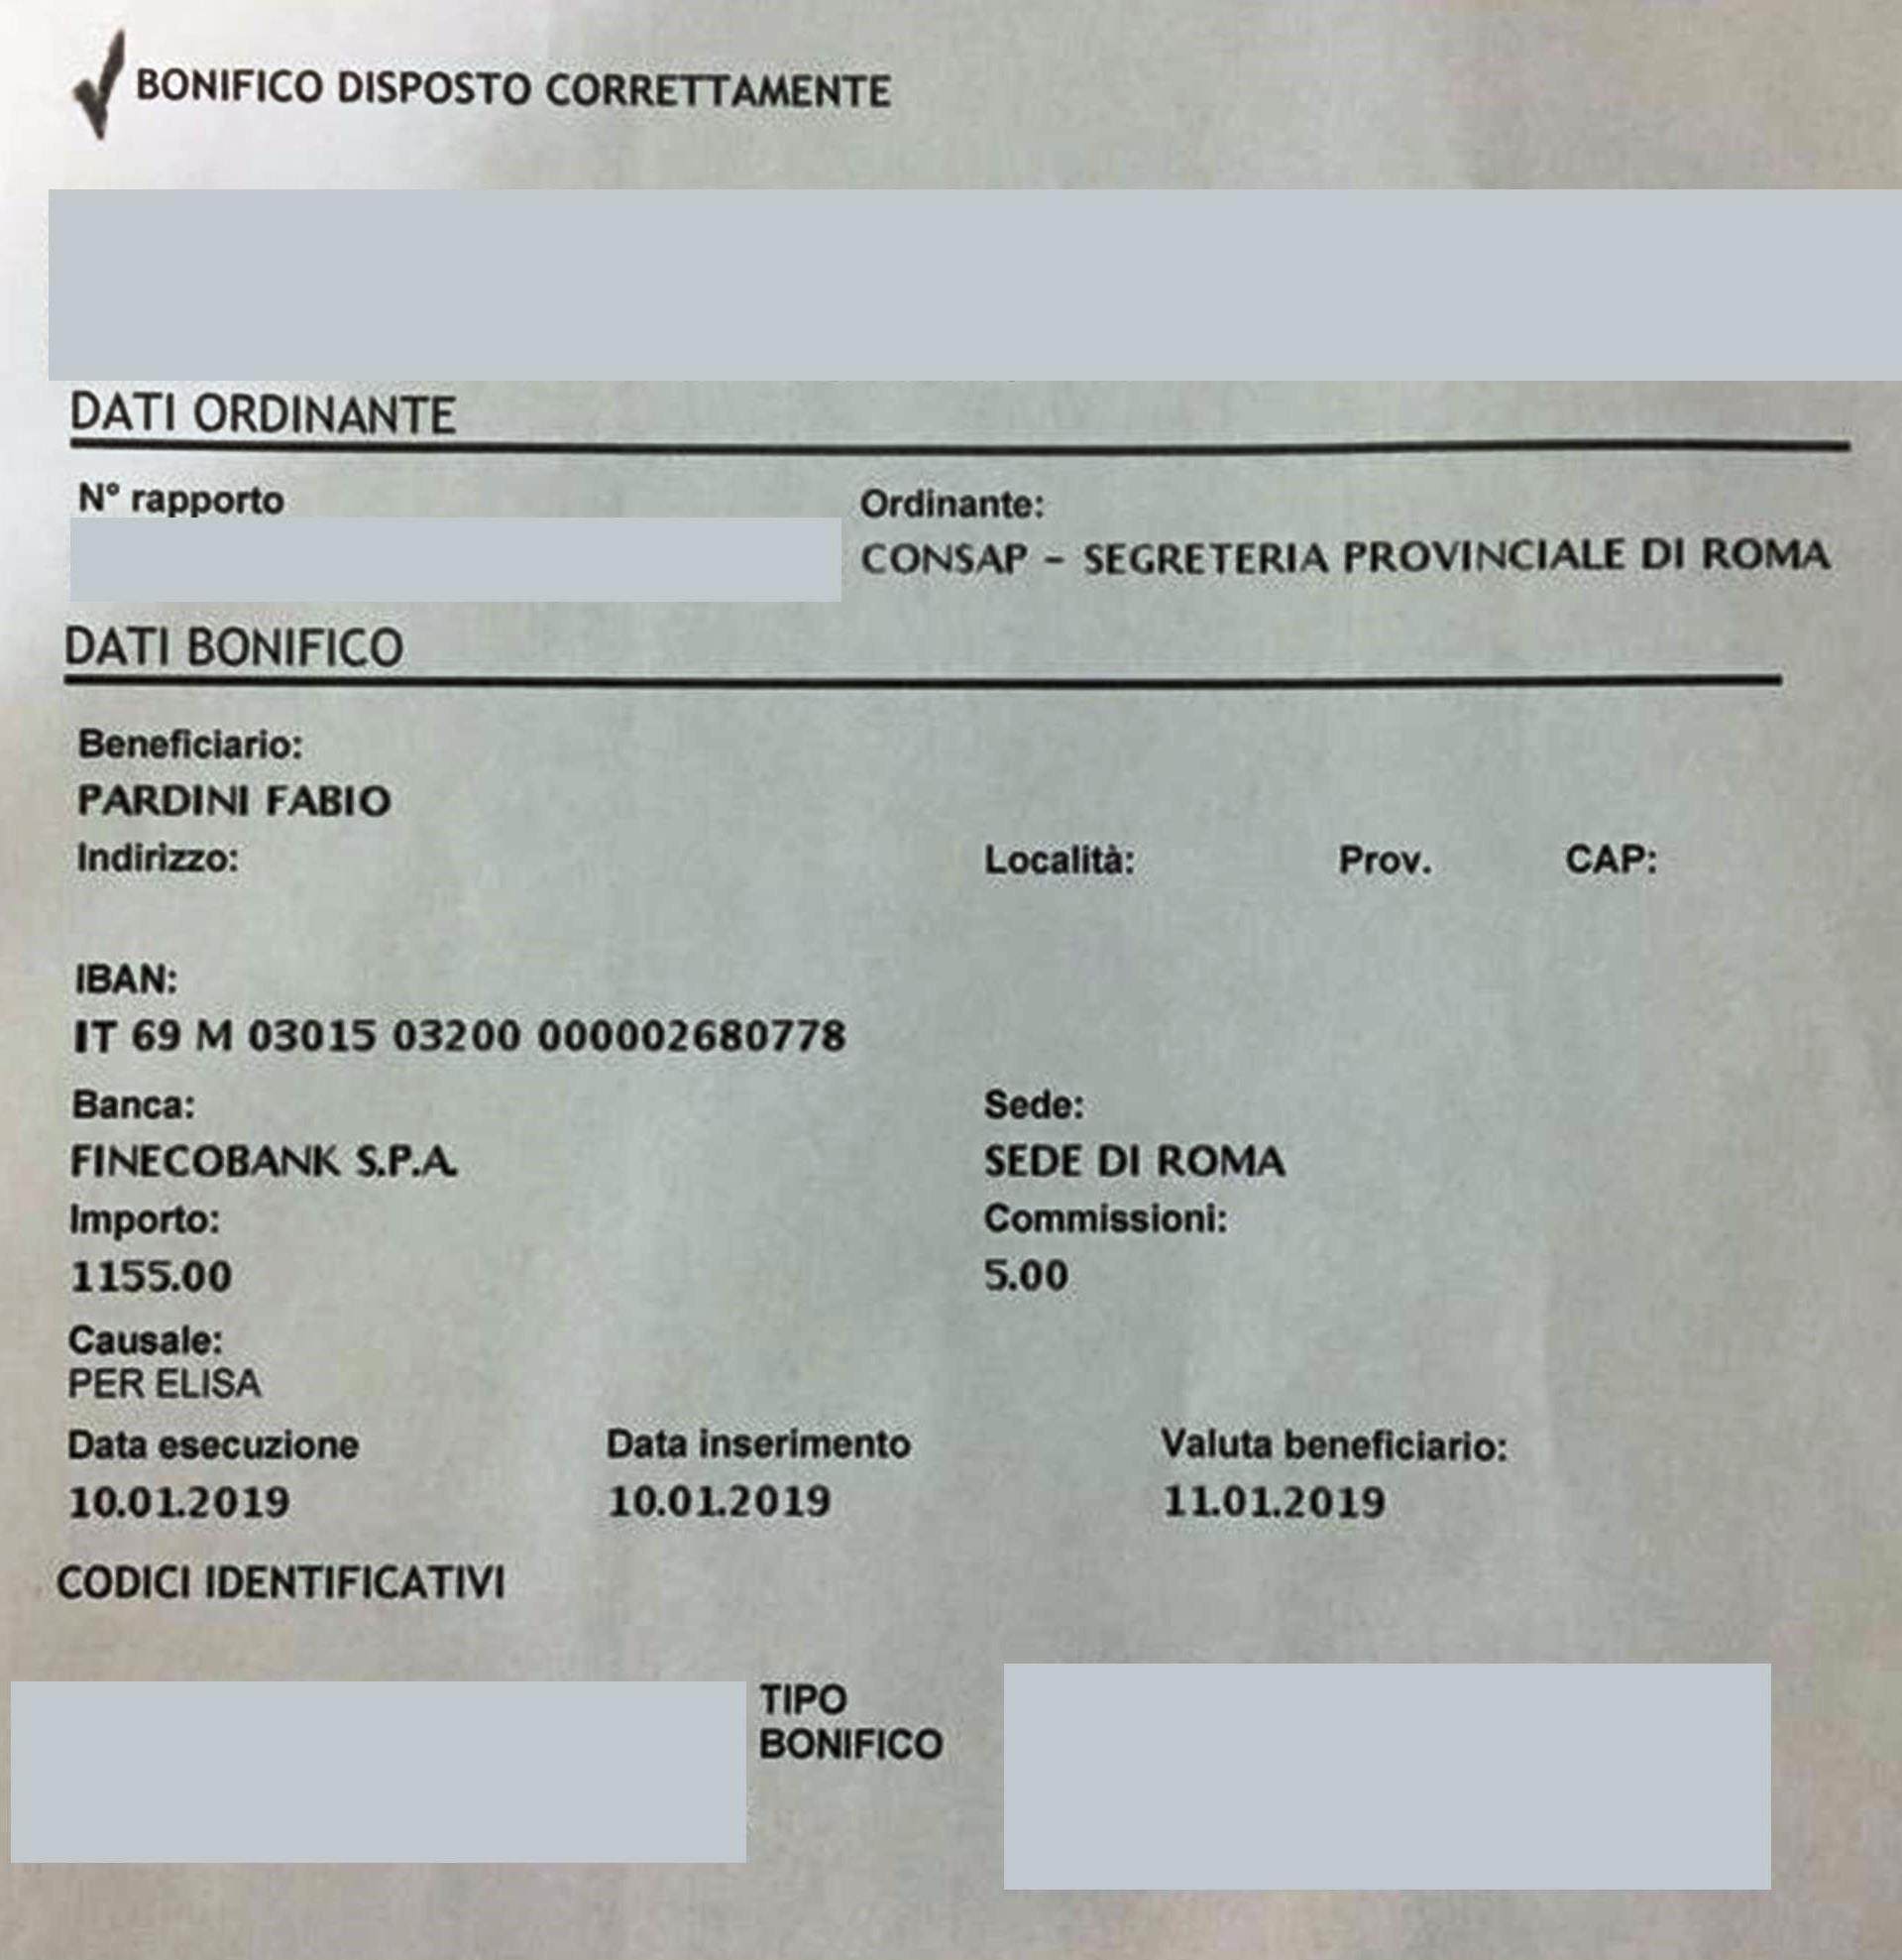 BONIFICO DISPOSTO CORRETTAMENTE
DATI ORDINANTE
N° rapporto Ordinante:
CONSAP – SEGRETERIA PROVINCIALE DI ROMA
DATI BONIFICO
Beneficiario:
PARDINI FABIO
Indirizzo: Località: Prov. CAP:
IBAN:
IT 69 M 03015 03200 000002680778
Banca: Sede:
FINECOBANK S.P.A. SEDE DI ROMA
Importo: Commissioni:
1155.00 5.00
Causale:
PER ELISA
Data esecuzione Data inserimento Valuta beneficiario:
10.01.2019 10.01.2019 11.01.2019
CODICI IDENTIFICATIVI
TIPO
BONIFICO